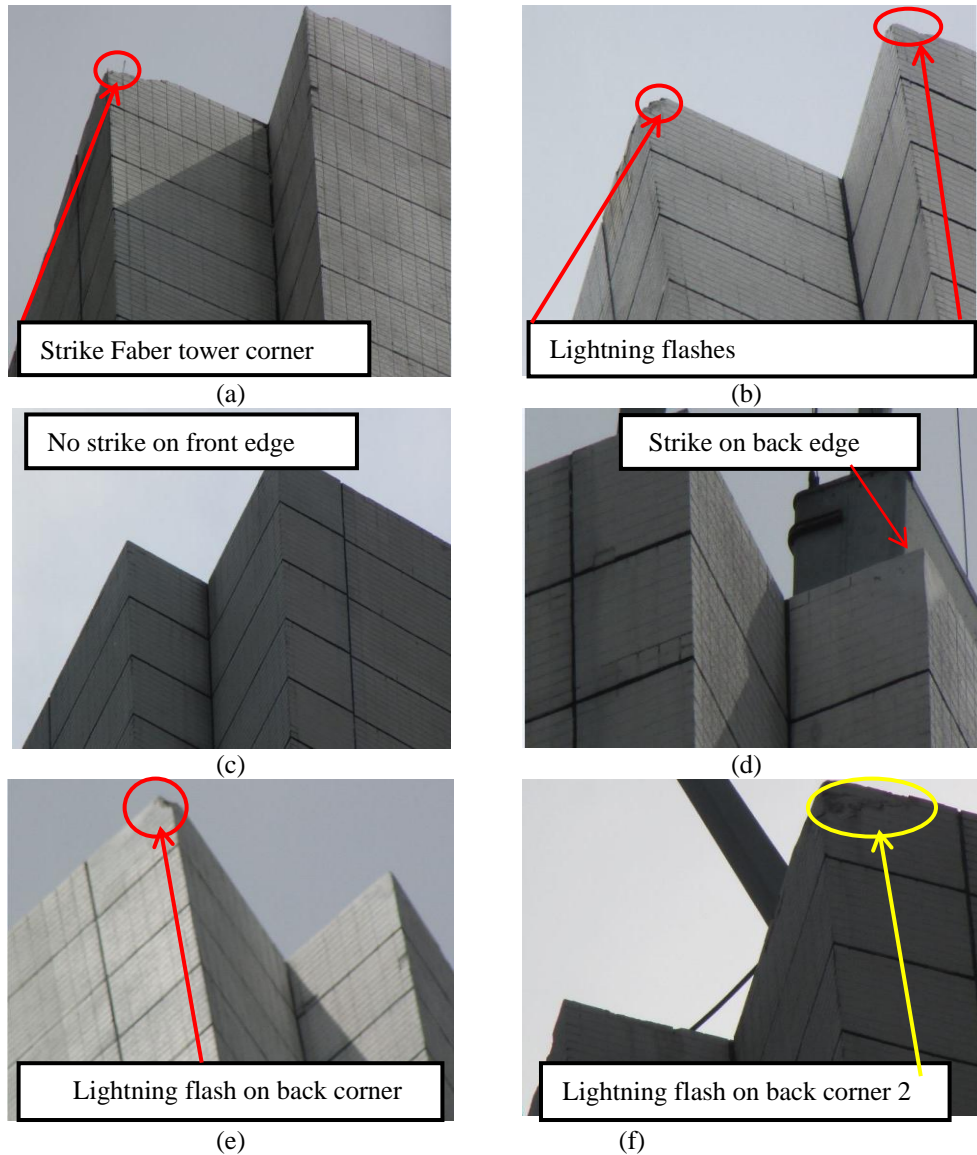 Strike Faber tower corner
Lightning flashes
(a)
(b)
No strike on front edge
Strike on back edge
(c)
(d)
Lightning flash on back corner
Lightning flash on back corner 2
(e)
(f)